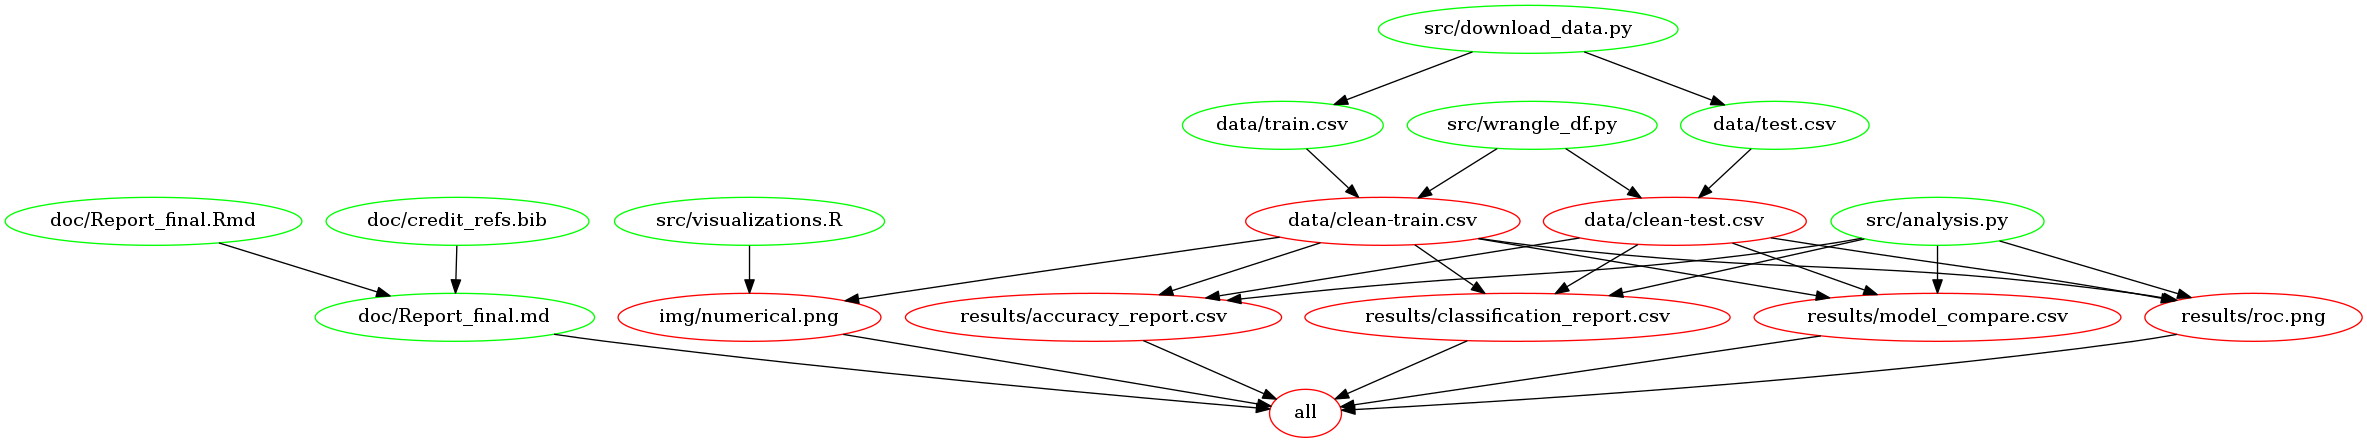 src/download_data.py
data/train.csv
src/wrangle_df.py
data/test.csv
doc/Report_final.Rmd
doc/credit_refs.bib
src/visualizations.R
data/clean-train.csv
data/clean-test.csv
src/analysis.py
doc/Report_final.md
img/numerical.png
results/accuracy_report.csv
results/classification_report.csv
results/model_compare.csv
results/roc.png
all